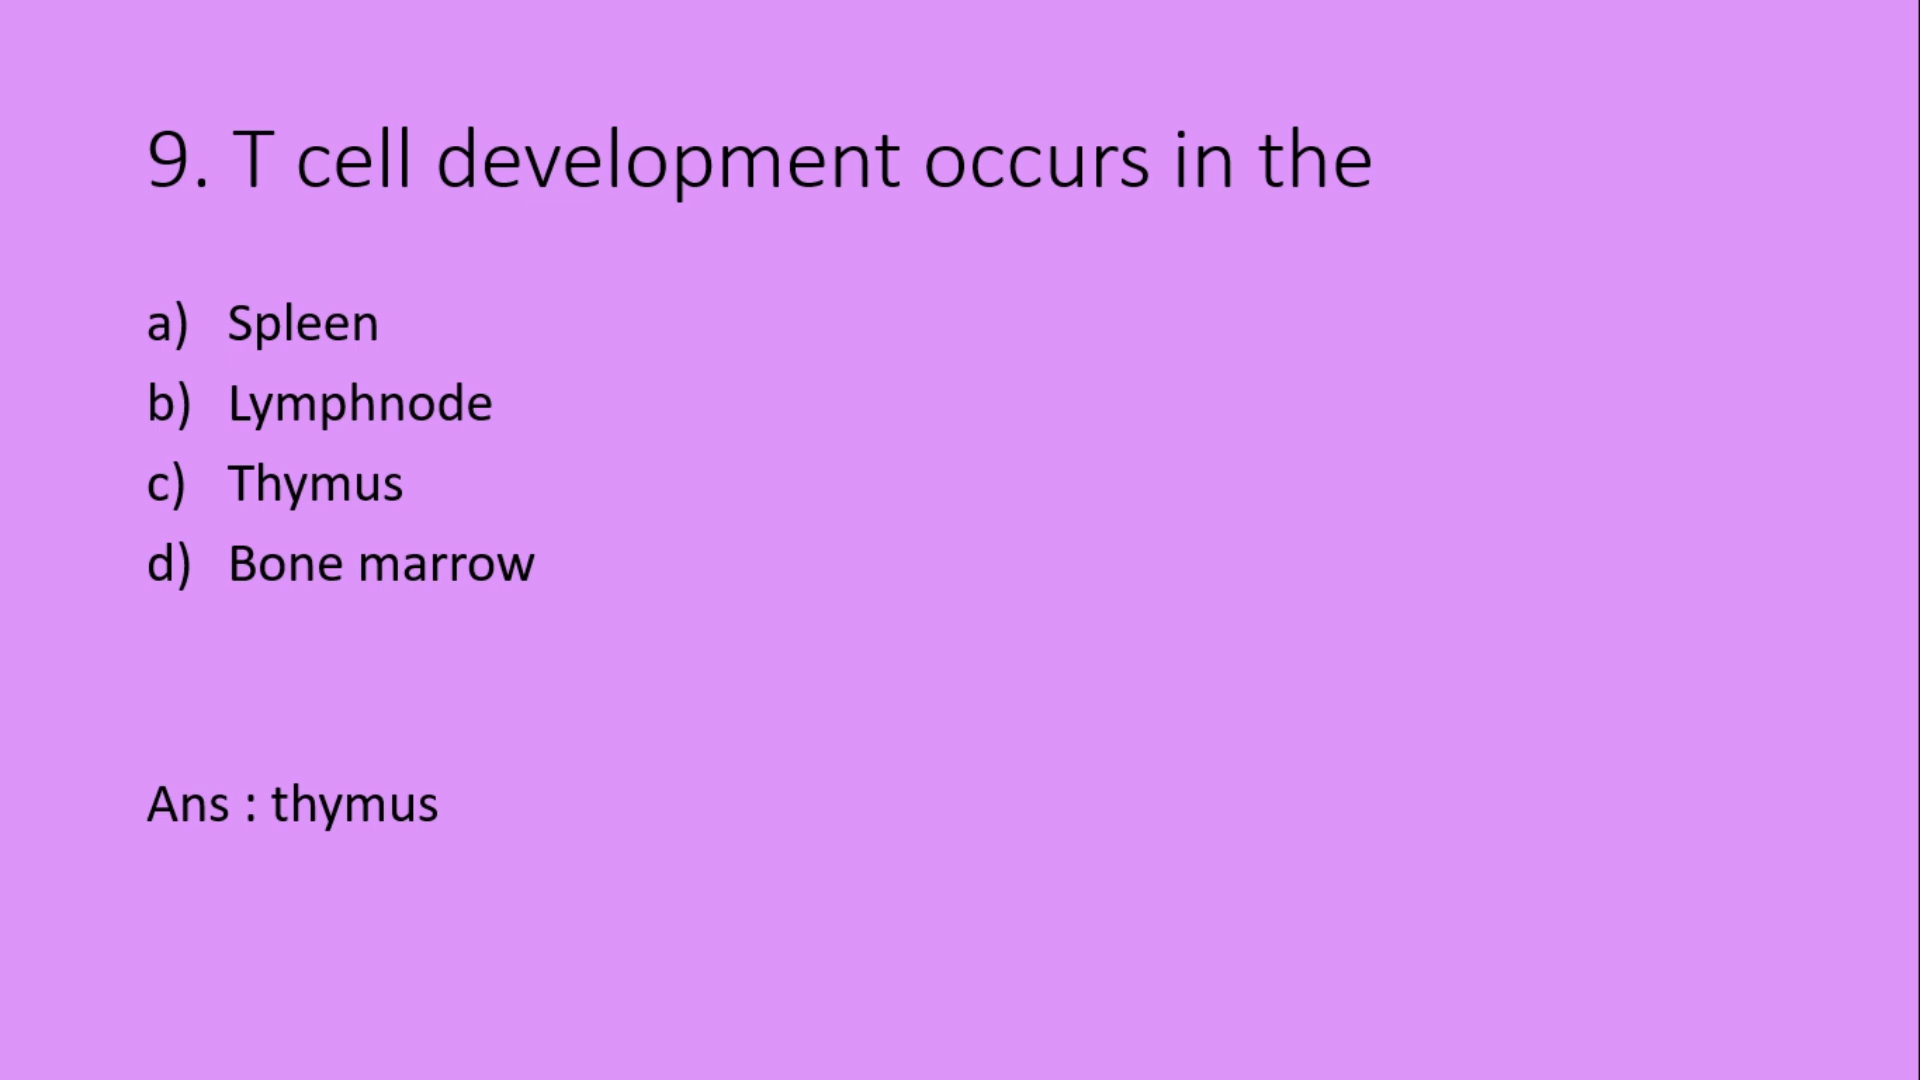 9. T cell development occurs in the
a) Spleen
b) Lymphnode
c) Thymus
d) Bone marrow
Ans : thymus